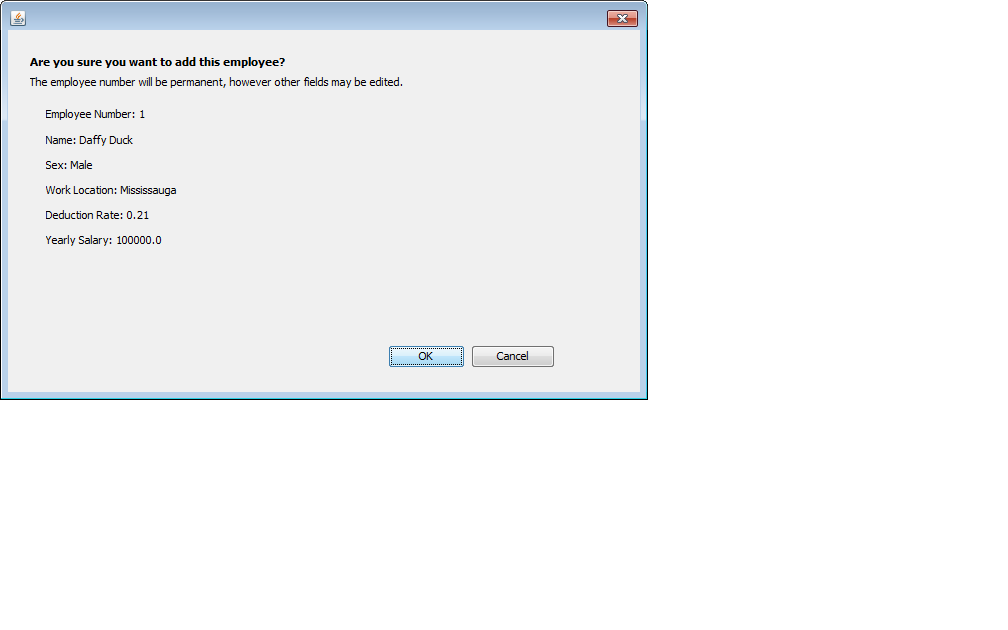 Are you sure you want to add this employee?
The employee number will be permanent, however other fields may be edited.
Employee Number: 1
Name: Daffy Duck
Sex: Male
Work Location: Mississauga
Deduction Rate: 0.21
Yearly Salary: 100000.0
OK Cancel